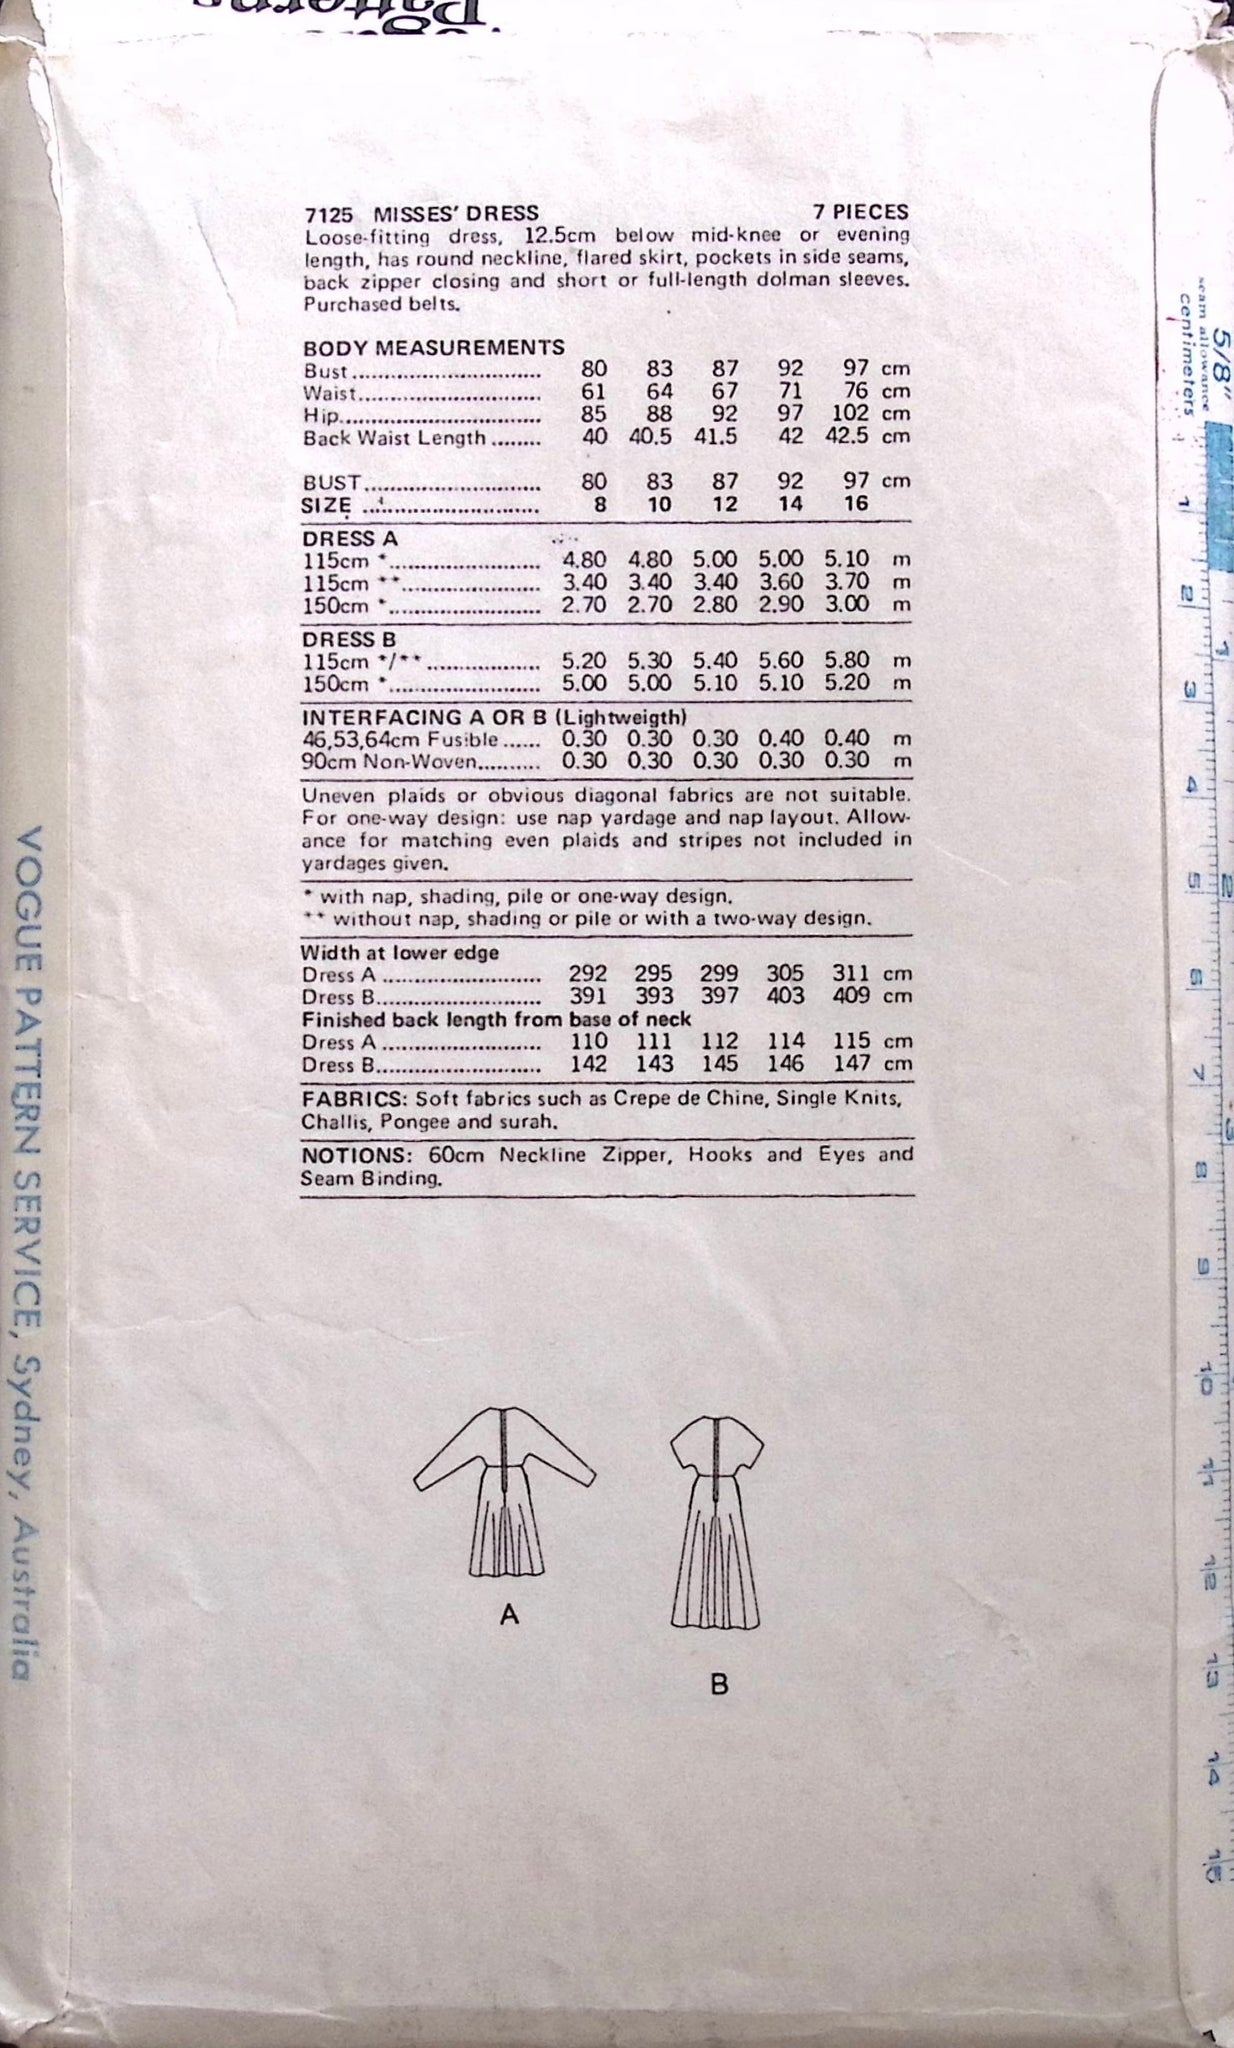 Patterns
7125 MISSES' DRESS 7 PIECES
Loose-fitting dress, 12.5cm below mid-knee or evening
length, has round neckline, flared skirt, pockets in side seams,
back zipper closing and short or full-length dolman sleeves.
Purchased belts.
BODY MEASUREMENTS
Bust............................. 80 83 87 92 97 cm
Waist............................ 61 64 67 71 76 cm
Hip............................... 85 88 92 97 102 cm
Back Waist Length ........ 40 40.5 41.5 42 42.5 cm
BUST........................... 80 83 87 92 97 cm
SIZE ........................... 8 10 12 14 16
DRESS A
115cm *....................... 4.80 4.80 5.00 5.00 5.10 m
115cm **..................... 3.40 3.40 3.40 3.60 3.70 m
150cm *....................... 2.70 2.70 2.80 2.90 3.00 m
DRESS B
115cm */** ................. 5.20 5.30 5.40 5.60 5.80 m
150cm *....................... 5.00 5.00 5.10 5.10 5.20 m
INTERFACING A OR B (Lightweigth)
46,53,64cm Fusible ...... 0.30 0.30 0.30 0.40 0.40 m
90cm Non-Woven.......... 0.30 0.30 0.30 0.30 0.30 m
Uneven plaids or obvious diagonal fabrics are not suitable.
For one-way design: use nap yardage and nap layout. Allow-
ance for matching even plaids and stripes not included in
yardages given.
* with nap, shading, pile or one-way design.
** without nap, shading or pile or with a two-way design.
Width at lower edge
Dress A ........................ 292 295 299 305 311 cm
Dress B......................... 391 393 397 403 409 cm
Finished back length from base of neck
Dress A ........................ 110 111 112 114 115 cm
Dress B......................... 142 143 145 146 147 cm
FABRICS: Soft fabrics such as Crepe de Chine, Single Knits,
Challis, Pongee and surah.
NOTIONS: 60cm Neckline Zipper, Hooks and Eyes and
Seam Binding.
A
B
VOGUE PATTERN SERVICE, Sydney, Australia
5/8"
seam allowance
centimeters
1
2
3
4
5
6
7
8
9
10
11
12
13
14
15
1
2
3